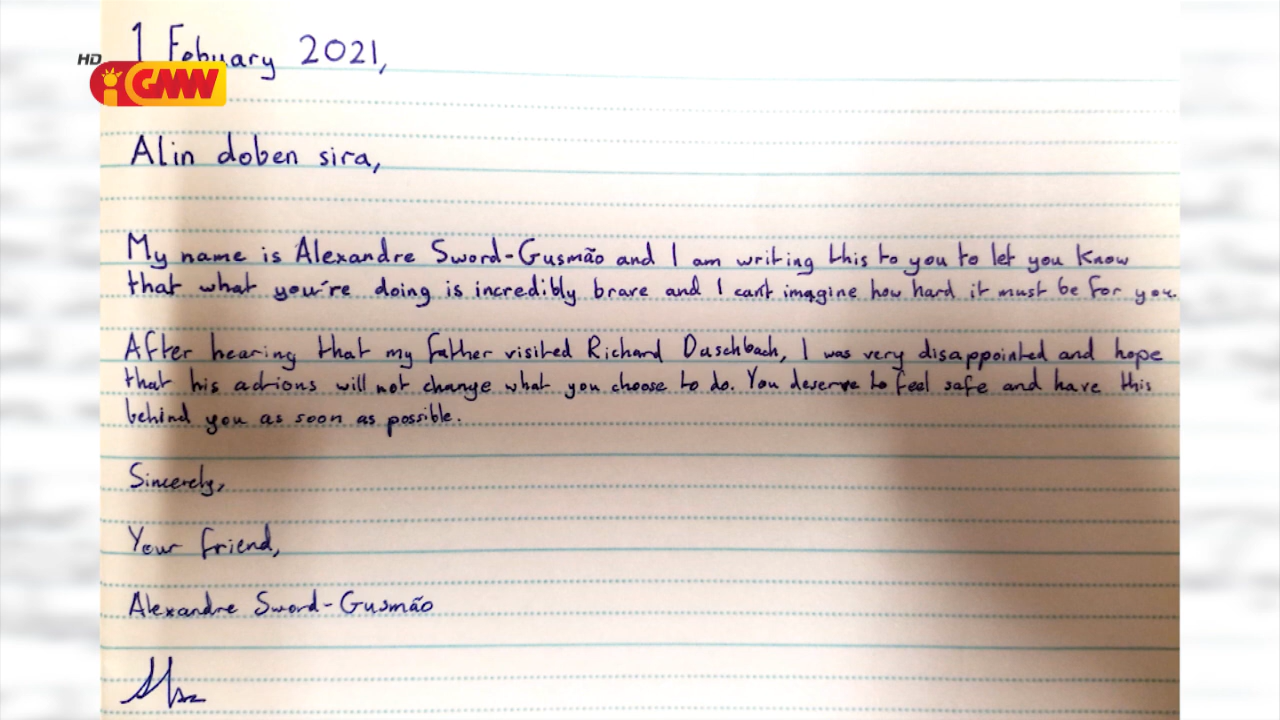 1 Febuary 2021,
HD
iGMW
Alin doben sira,
My name is Alexandre Sword-Gusmão and I am writing this to you to let you know
that what you're doing is incredibly brave and I can't imagine how hard it must be for you.
After hearing that my father visited Richard Daschbach, I was very disappointed and hope
that his actions will not change what you choose to do. You deserve to feel safe and have this
behind you as soon as possible.
Sincerely,
Your friend,
Alexandre Sword-Gusmão